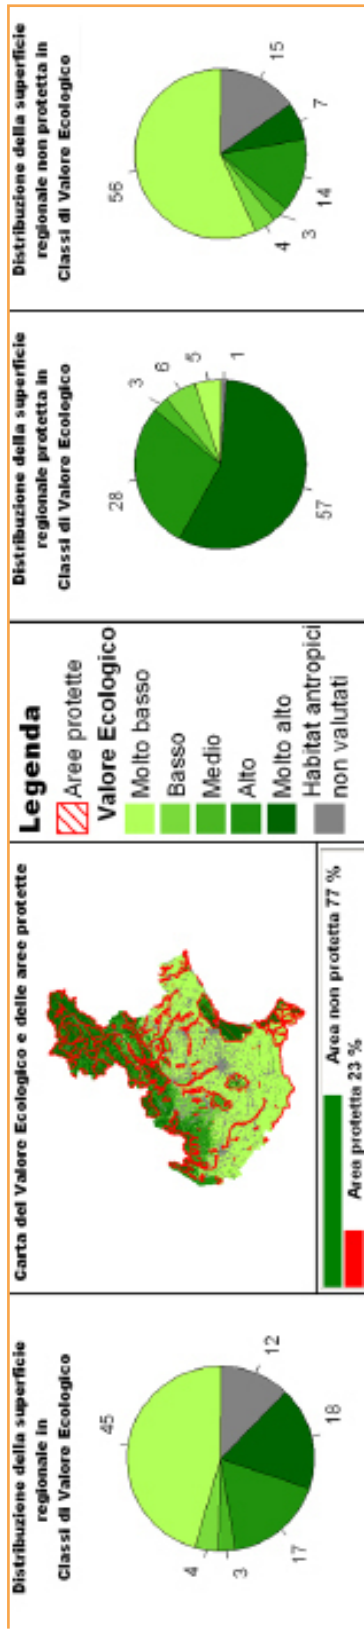 Distribuzione della superficie
regionale in
Classi di Valore Ecologico
45
4
3
17
18
12
Carta del Valore Ecologico e delle aree protette
Area non protetta 77 %
Area protetta 23 %
Legenda
Aree protette
Valore Ecologico
Molto basso
Basso
Medio
Alto
Molto alto
Habitat antropici
non valutati
Distribuzione della superficie
regionale protetta in
Classi di Valore Ecologico
28
3
6
5
1
57
Distribuzione della superficie
regionale non protetta in
Classi di Valore Ecologico
56
4
3
14
7
15